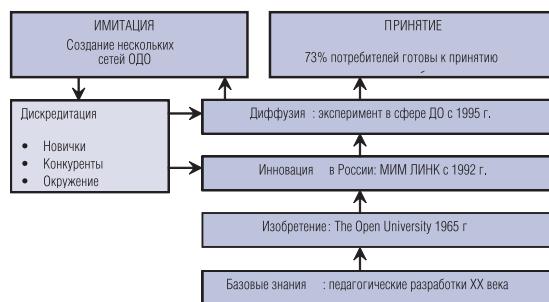 ИМИТАЦИЯ
Создание нескольких
сетей ОДО
ПРИНЯТИЕ
73% потребителей готовы к принятию
Дискредитация
• Новички
• Конкуренты
• Окружение
Диффузия : эксперимент в сфере ДО с 1995 г.
Инновация в России: МИМ ЛИНК с 1992 г.
Изобретение: The Open University 1965 г
Базовые знания : педагогические разработки XX века